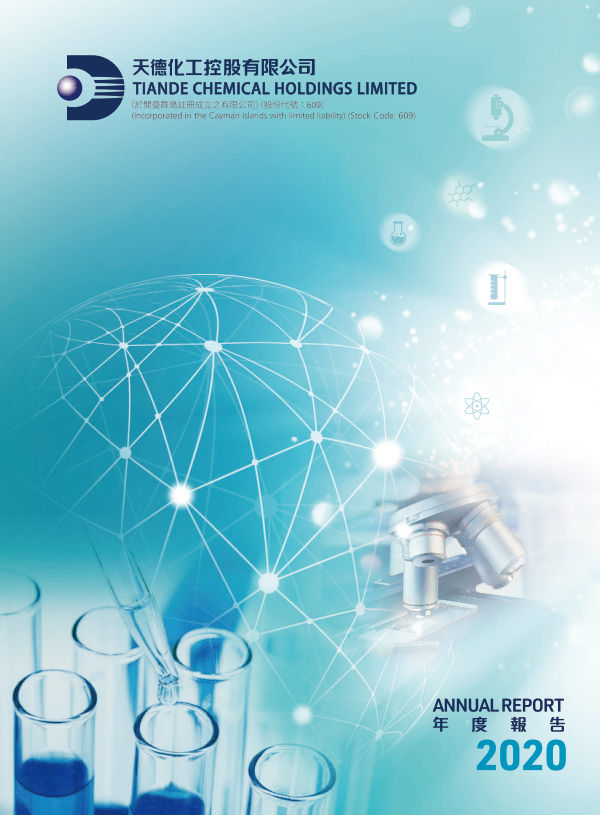 天德化工控股有限公司
TIANDE CHEMICAL HOLDINGS LIMITED
(於開曼群島註冊成立之有限公司) (股份代號：609)
(Incorporated in the Cayman Islands with limited liability) (Stock Code: 609)
ANNUAL REPORT
年度報告
2020